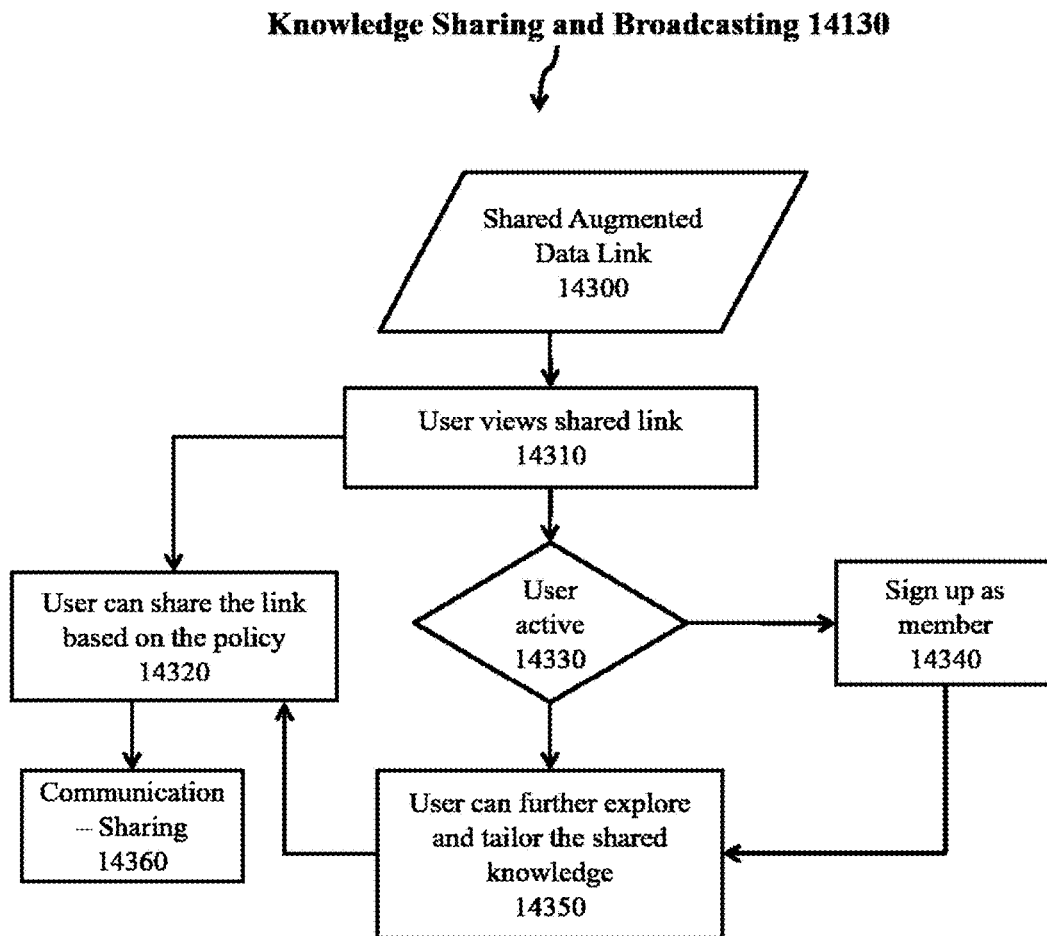 Knowledge Sharing and Broadcasting 14130
Shared Augmented
Data Link
14300
User views shared link
14310
User can share the link
based on the policy
14320
User
active
14330
Sign up as
member
14340
Communication
— Sharing
14360
User can further explore
and tailor the shared
knowledge
14350